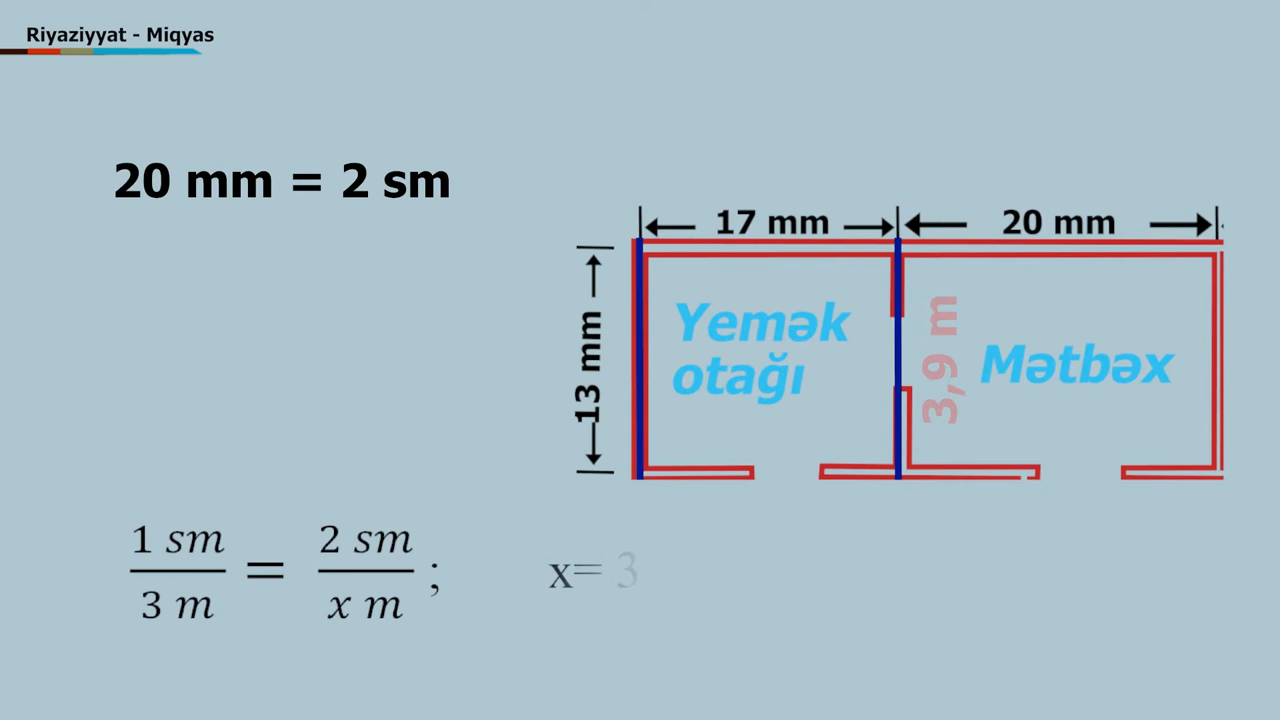 Riyaziyyat - Miqyas
20 mm = 2 sm
17 mm
20 mm
13 mm
Yemək
otağı
3,9 m
Mətbəx
1 sm / 3 m = 2 sm / x m ;
x= 3